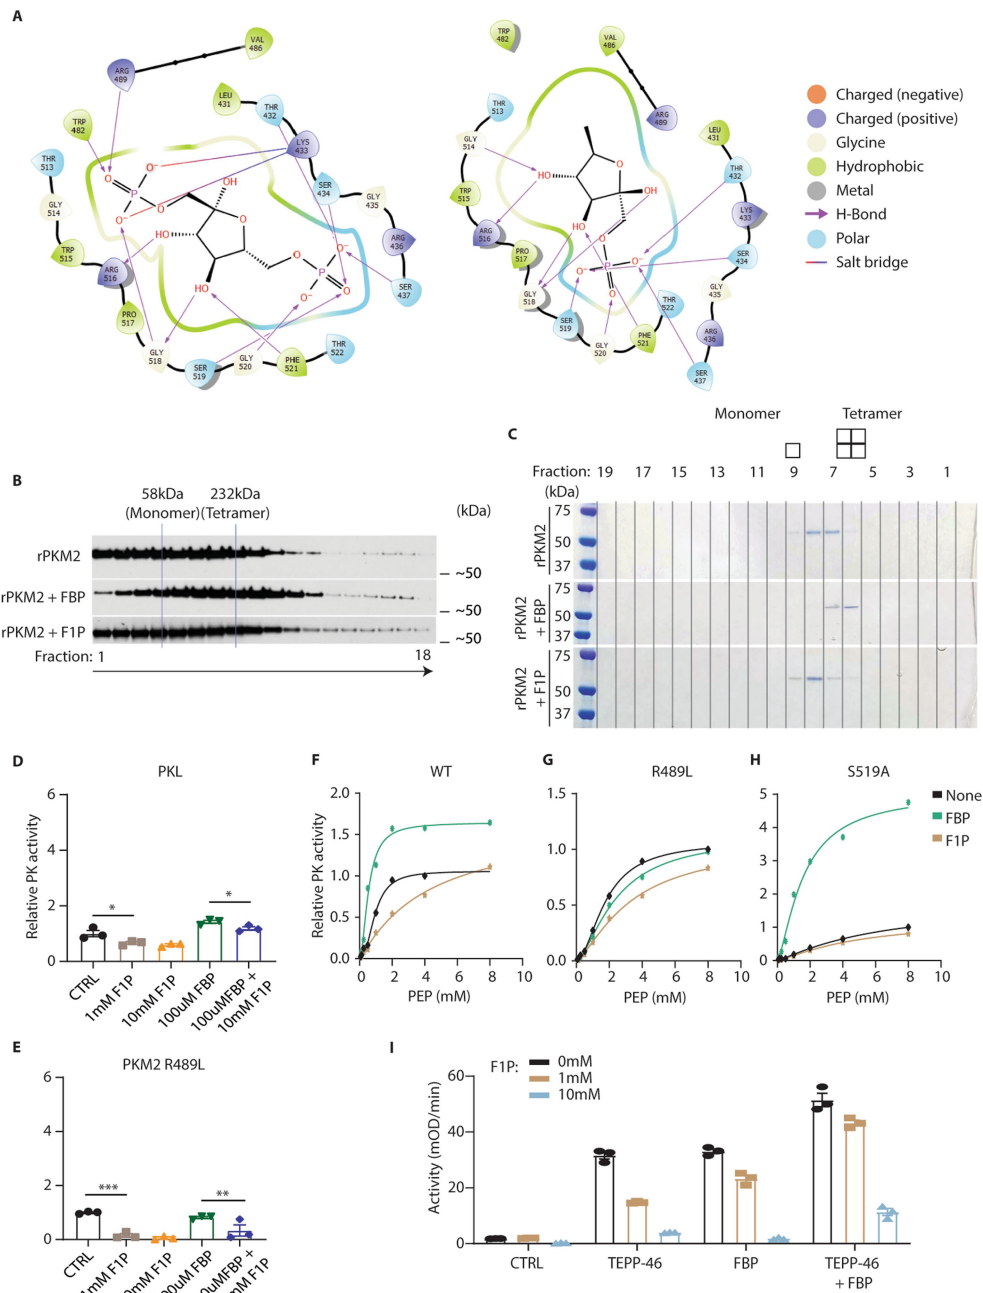 A
VAL 486
ARG 489
LEU 431
THR 432
TRP 482
LYS 433
THR 513
SER 434
GLY 435
GLY 514
ARG 436
TRP 515
ARG 516
SER 437
PRO 517
GLY 518
SER 519
GLY 520
PHE 521
THR 522
O
O⁻
P
O⁻
O
OH
HO
O
HO
O
P
O⁻
O⁻
O
TRP 482
VAL 486
THR 513
ARG 489
LEU 431
GLY 514
THR 432
TRP 515
LYS 433
ARG 516
SER 434
PRO 517
GLY 435
GLY 518
THR 522
SER 519
ARG 436
GLY 520
PHE 521
SER 437
O
HO
OH
HO
O
O⁻
P
O⁻
O
Charged (negative)
Charged (positive)
Glycine
Hydrophobic
Metal
H-Bond
Polar
Salt bridge
B
58kDa
(Monomer)
232kDa
(Tetramer)
(kDa)
rPKM2
~50
rPKM2 + FBP
~50
rPKM2 + F1P
~50
Fraction: 1
18
C
Monomer
Tetramer
Fraction: 19 17 15 13 11 9 7 5 3 1
(kDa)
rPKM2
75
50
37
rPKM2
+ FBP
75
50
37
rPKM2
+ F1P
75
50
37
D
PKL
Relative PK activity
6
4
2
0
*
*
CTRL
1mM F1P
10mM F1P
100uM FBP
100uMFBP +
10mM F1P
F
WT
Relative PK activity
2.0
1.5
1.0
0.5
0.0
0 2 4 6 8 10
PEP (mM)
G
R489L
1.5
1.0
0.5
0.0
0 2 4 6 8 10
PEP (mM)
H
S519A
5
4
3
2
1
0
0 2 4 6 8 10
PEP (mM)
None
FBP
F1P
E
PKM2 R489L
6
4
2
0
***
**
CTRL
I
F1P:
0mM
1mM
10mM
Activity (mOD/min)
60
40
20
0
CTRL
TEPP-46
FBP
TEPP-46
+ FBP